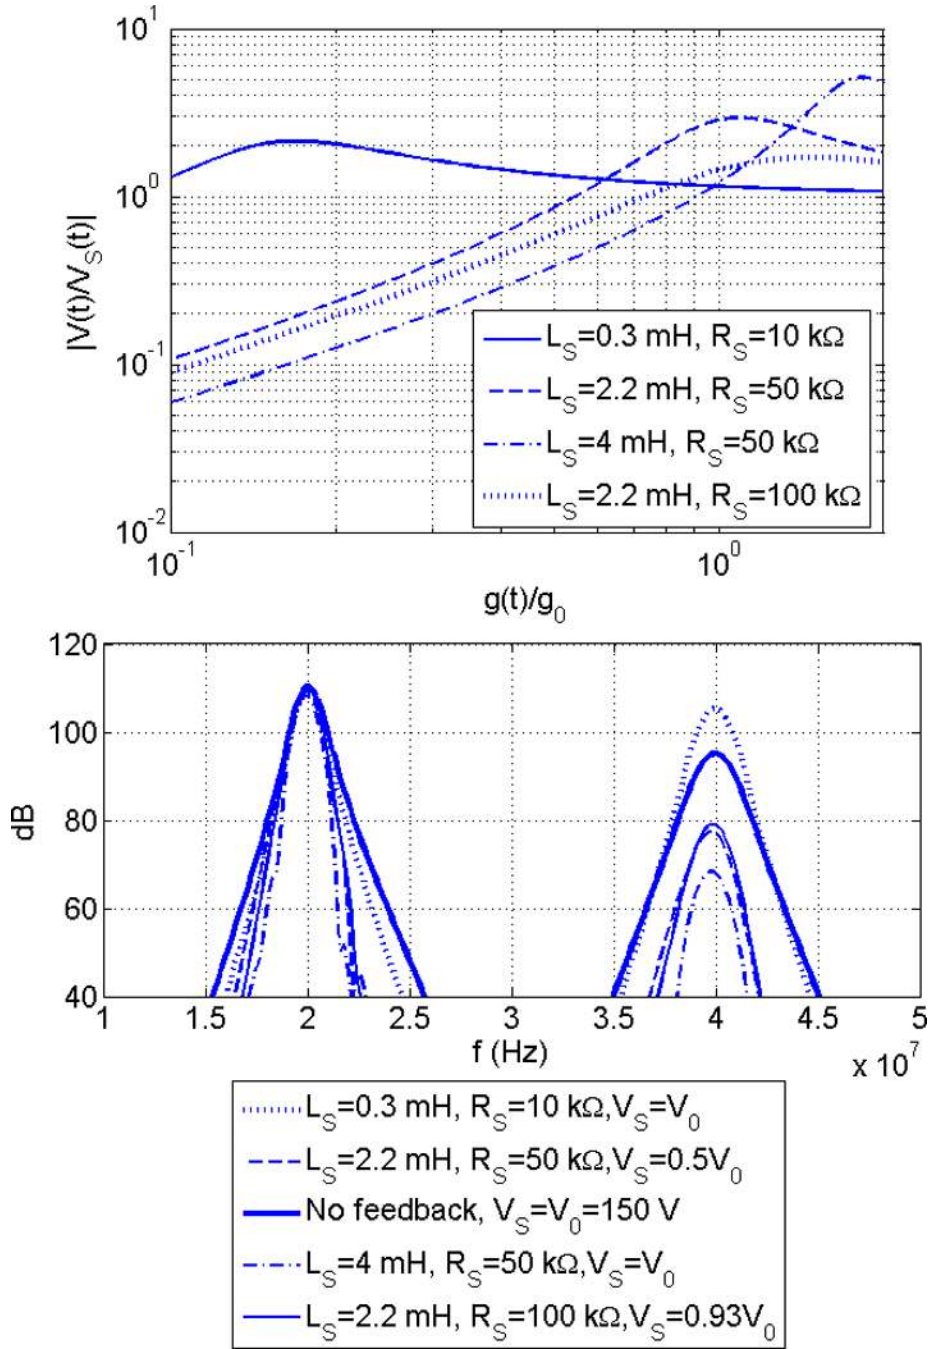 10^1
10^0
10^-1
10^-2
|V(t)/V_S(t)|
L_S=0.3 mH, R_S=10 kΩ
L_S=2.2 mH, R_S=50 kΩ
L_S=4 mH, R_S=50 kΩ
L_S=2.2 mH, R_S=100 kΩ
10^-1 10^0
g(t)/g_0
120
100
80
60
40
dB
1 1.5 2 2.5 3 3.5 4 4.5 5
f (Hz)
x 10^7
L_S=0.3 mH, R_S=10 kΩ,V_S=V_0
L_S=2.2 mH, R_S=50 kΩ,V_S=0.5V_0
No feedback, V_S=V_0=150 V
L_S=4 mH, R_S=50 kΩ,V_S=V_0
L_S=2.2 mH, R_S=100 kΩ,V_S=0.93V_0